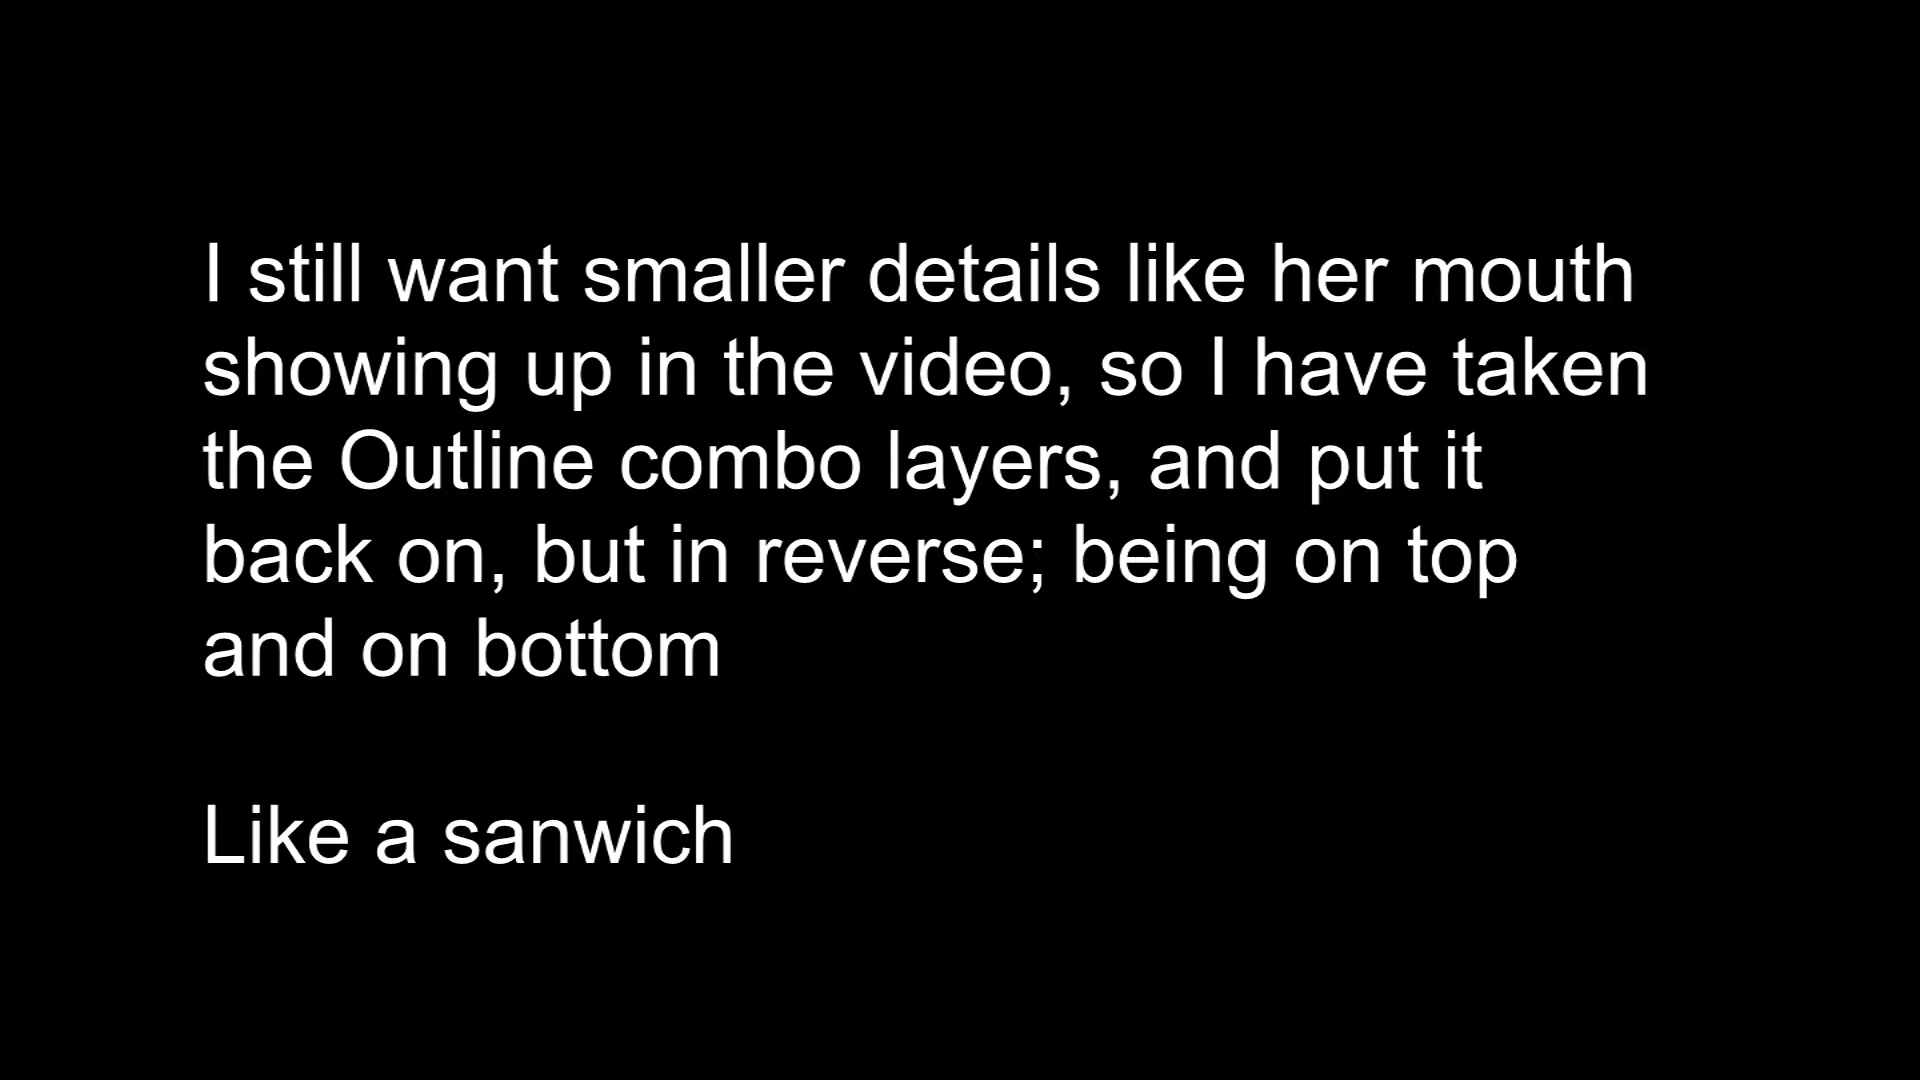 I still want smaller details like her mouth
showing up in the video, so I have taken
the Outline combo layers, and put it
back on, but in reverse; being on top
and on bottom
Like a sanwich